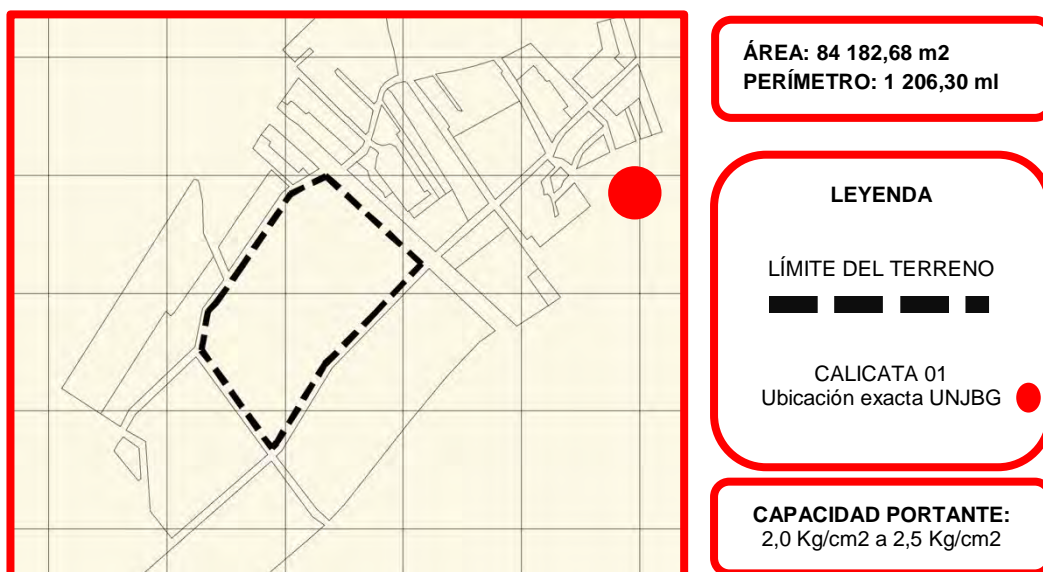 ÁREA: 84 182,68 m2
PERÍMETRO: 1 206,30 ml
LEYENDA
LÍMITE DEL TERRENO
CALICATA 01
Ubicación exacta UNJBG
CAPACIDAD PORTANTE:
2,0 Kg/cm2 a 2,5 Kg/cm2